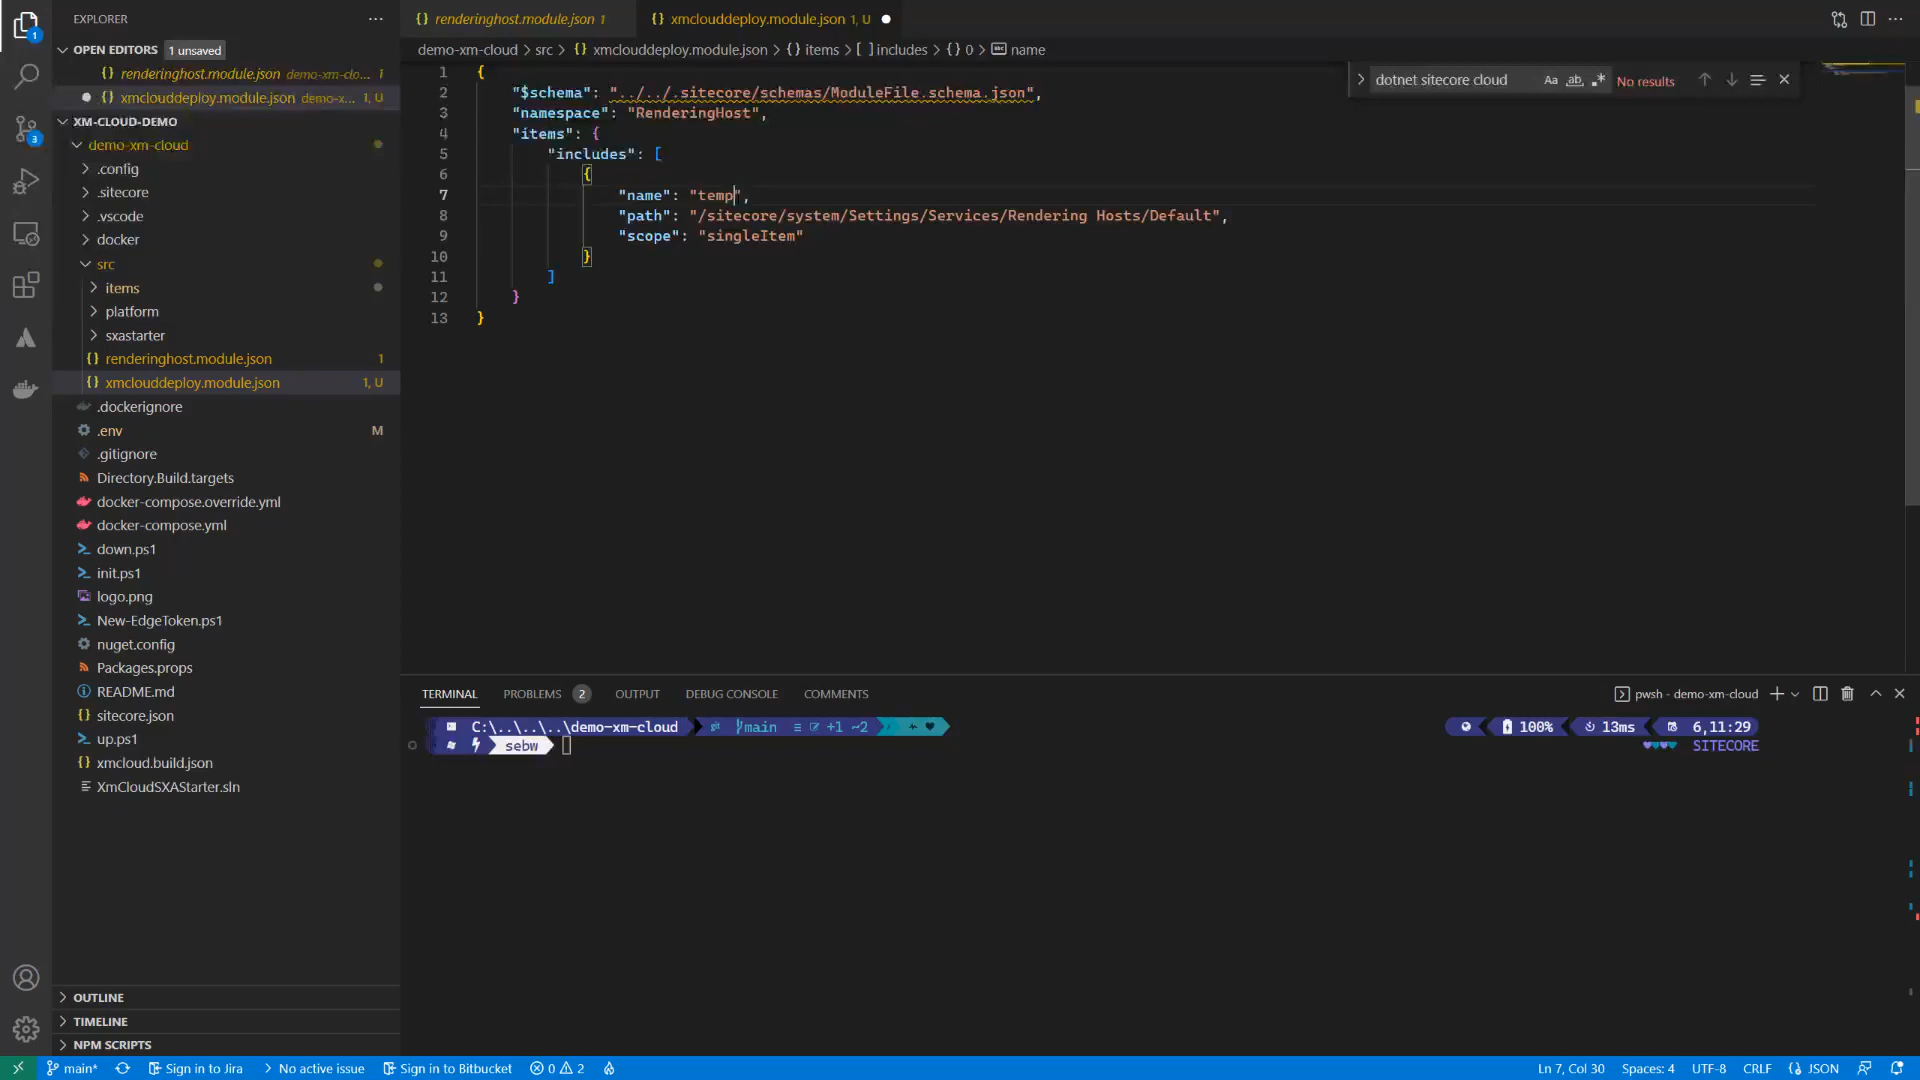 EXPLORER
OPEN EDITORS 1 unsaved
renderinghost.module.json demo-xm-clo... 1
xmclouddeploy.module.json demo-x... 1, U
XM-CLOUD-DEMO
demo-xm-cloud
.config
.sitecore
.vscode
docker
src
items
platform
sxastarter
renderinghost.module.json 1
xmclouddeploy.module.json 1, U
.dockerignore
.env M
.gitignore
Directory.Build.targets
docker-compose.override.yml
docker-compose.yml
down.ps1
init.ps1
logo.png
New-EdgeToken.ps1
nuget.config
Packages.props
README.md
sitecore.json
up.ps1
xmcloud.build.json
XmCloudSXAStarter.sln
OUTLINE
TIMELINE
NPM SCRIPTS
renderinghost.module.json 1
xmclouddeploy.module.json 1, U
demo-xm-cloud > src > {} xmclouddeploy.module.json > {} items > [ ] includes > {} 0 > name
dotnet sitecore cloud Aa ab .* No results
1 {
2 "$schema": "../../.sitecore/schemas/ModuleFile.schema.json",
3 "namespace": "RenderingHost",
4 "items": {
5 "includes": [
6 {
7 "name": "temp",
8 "path": "/sitecore/system/Settings/Services/Rendering Hosts/Default",
9 "scope": "singleItem"
10 }
11 ]
12 }
13 }
TERMINAL PROBLEMS 2 OUTPUT DEBUG CONSOLE COMMENTS
pwsh - demo-xm-cloud
C:\..\..\..\demo-xm-cloud main ≡ +1 ~2
100% 13ms 6,11:29
sebw
SITECORE
1
3
main* Sign in to Jira > No active issue Sign in to Bitbucket 0 2
Ln 7, Col 30 Spaces: 4 UTF-8 CRLF {} JSON